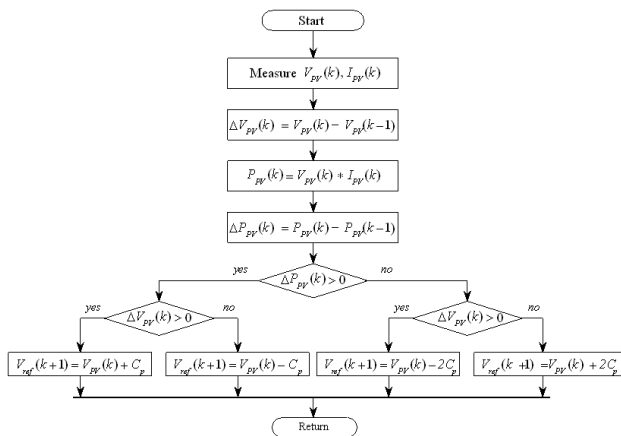 Start
Measure V_PV(k), I_PV(k)
ΔV_PV(k) = V_PV(k) − V_PV(k−1)
P_PV(k) = V_PV(k) * I_PV(k)
ΔP_PV(k) = P_PV(k) − P_PV(k−1)
yes
ΔP_PV(k) > 0
no
yes
ΔV_PV(k) > 0
no
yes
ΔV_PV(k) > 0
no
V_ref(k+1) = V_PV(k) + C_p
V_ref(k+1) = V_PV(k) − C_p
V_ref(k+1) = V_PV(k) − 2C_p
V_ref(k+1) = V_PV(k) + 2C_p
Return